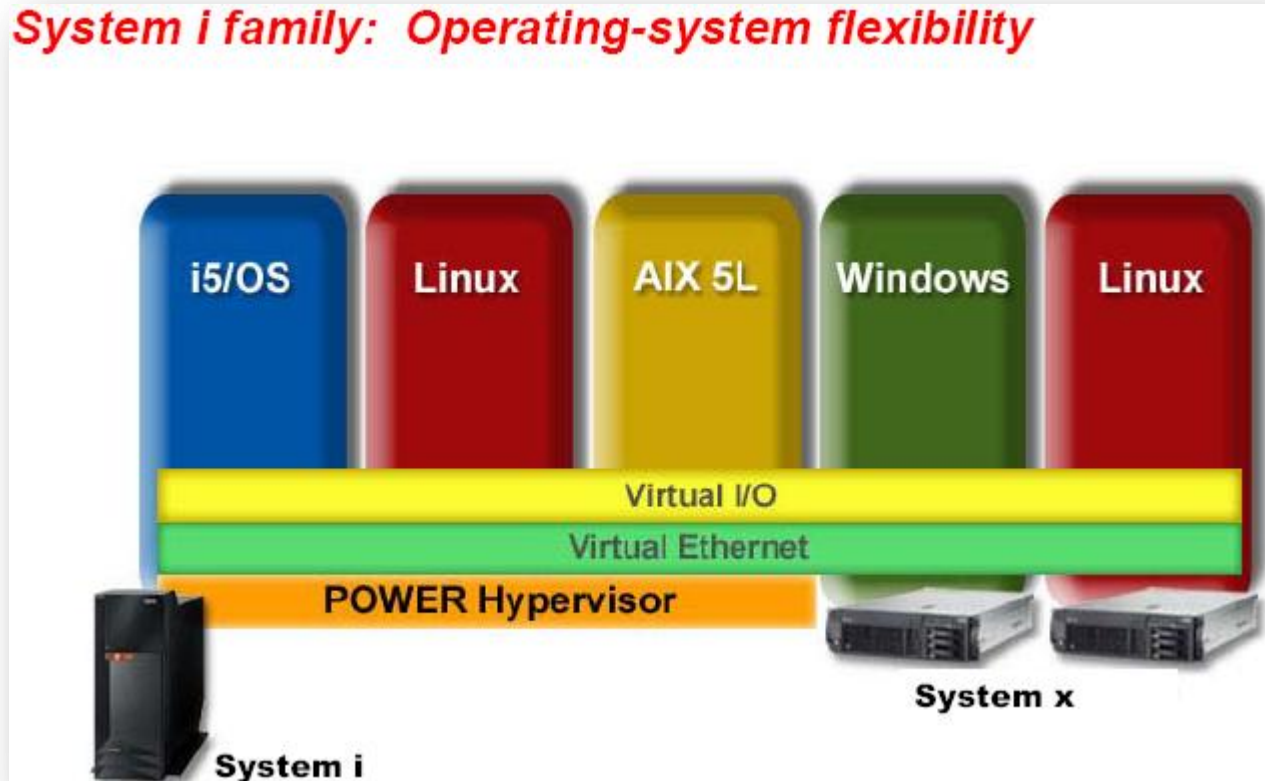 System i family: Operating-system flexibility
i5/OS
Linux
AIX 5L
Windows
Linux
Virtual I/O
Virtual Ethernet
POWER Hypervisor
System x
System i